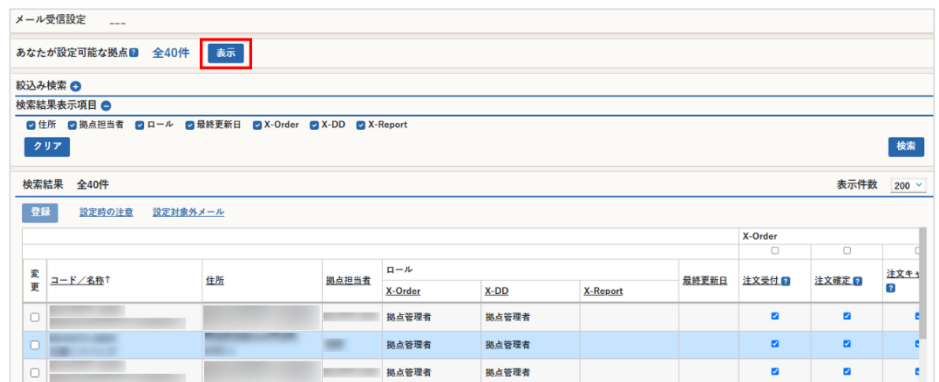 メール受信設定 ___
あなたが設定可能な拠点? 全40件 表示
絞込み検索
検索結果表示項目
住所 拠点担当者 ロール 最終更新日 X-Order X-DD X-Report
クリア 検索
検索結果 全40件 表示件数 200
登録 設定時の注意 設定対象外メール
X-Order
変更 コード／名称↑ 住所 拠点担当者 ロール 最終更新日 注文受付? 注文確定? 注文キャ?
X-Order X-DD X-Report
拠点管理者 拠点管理者
拠点管理者 拠点管理者
拠点管理者 拠点管理者